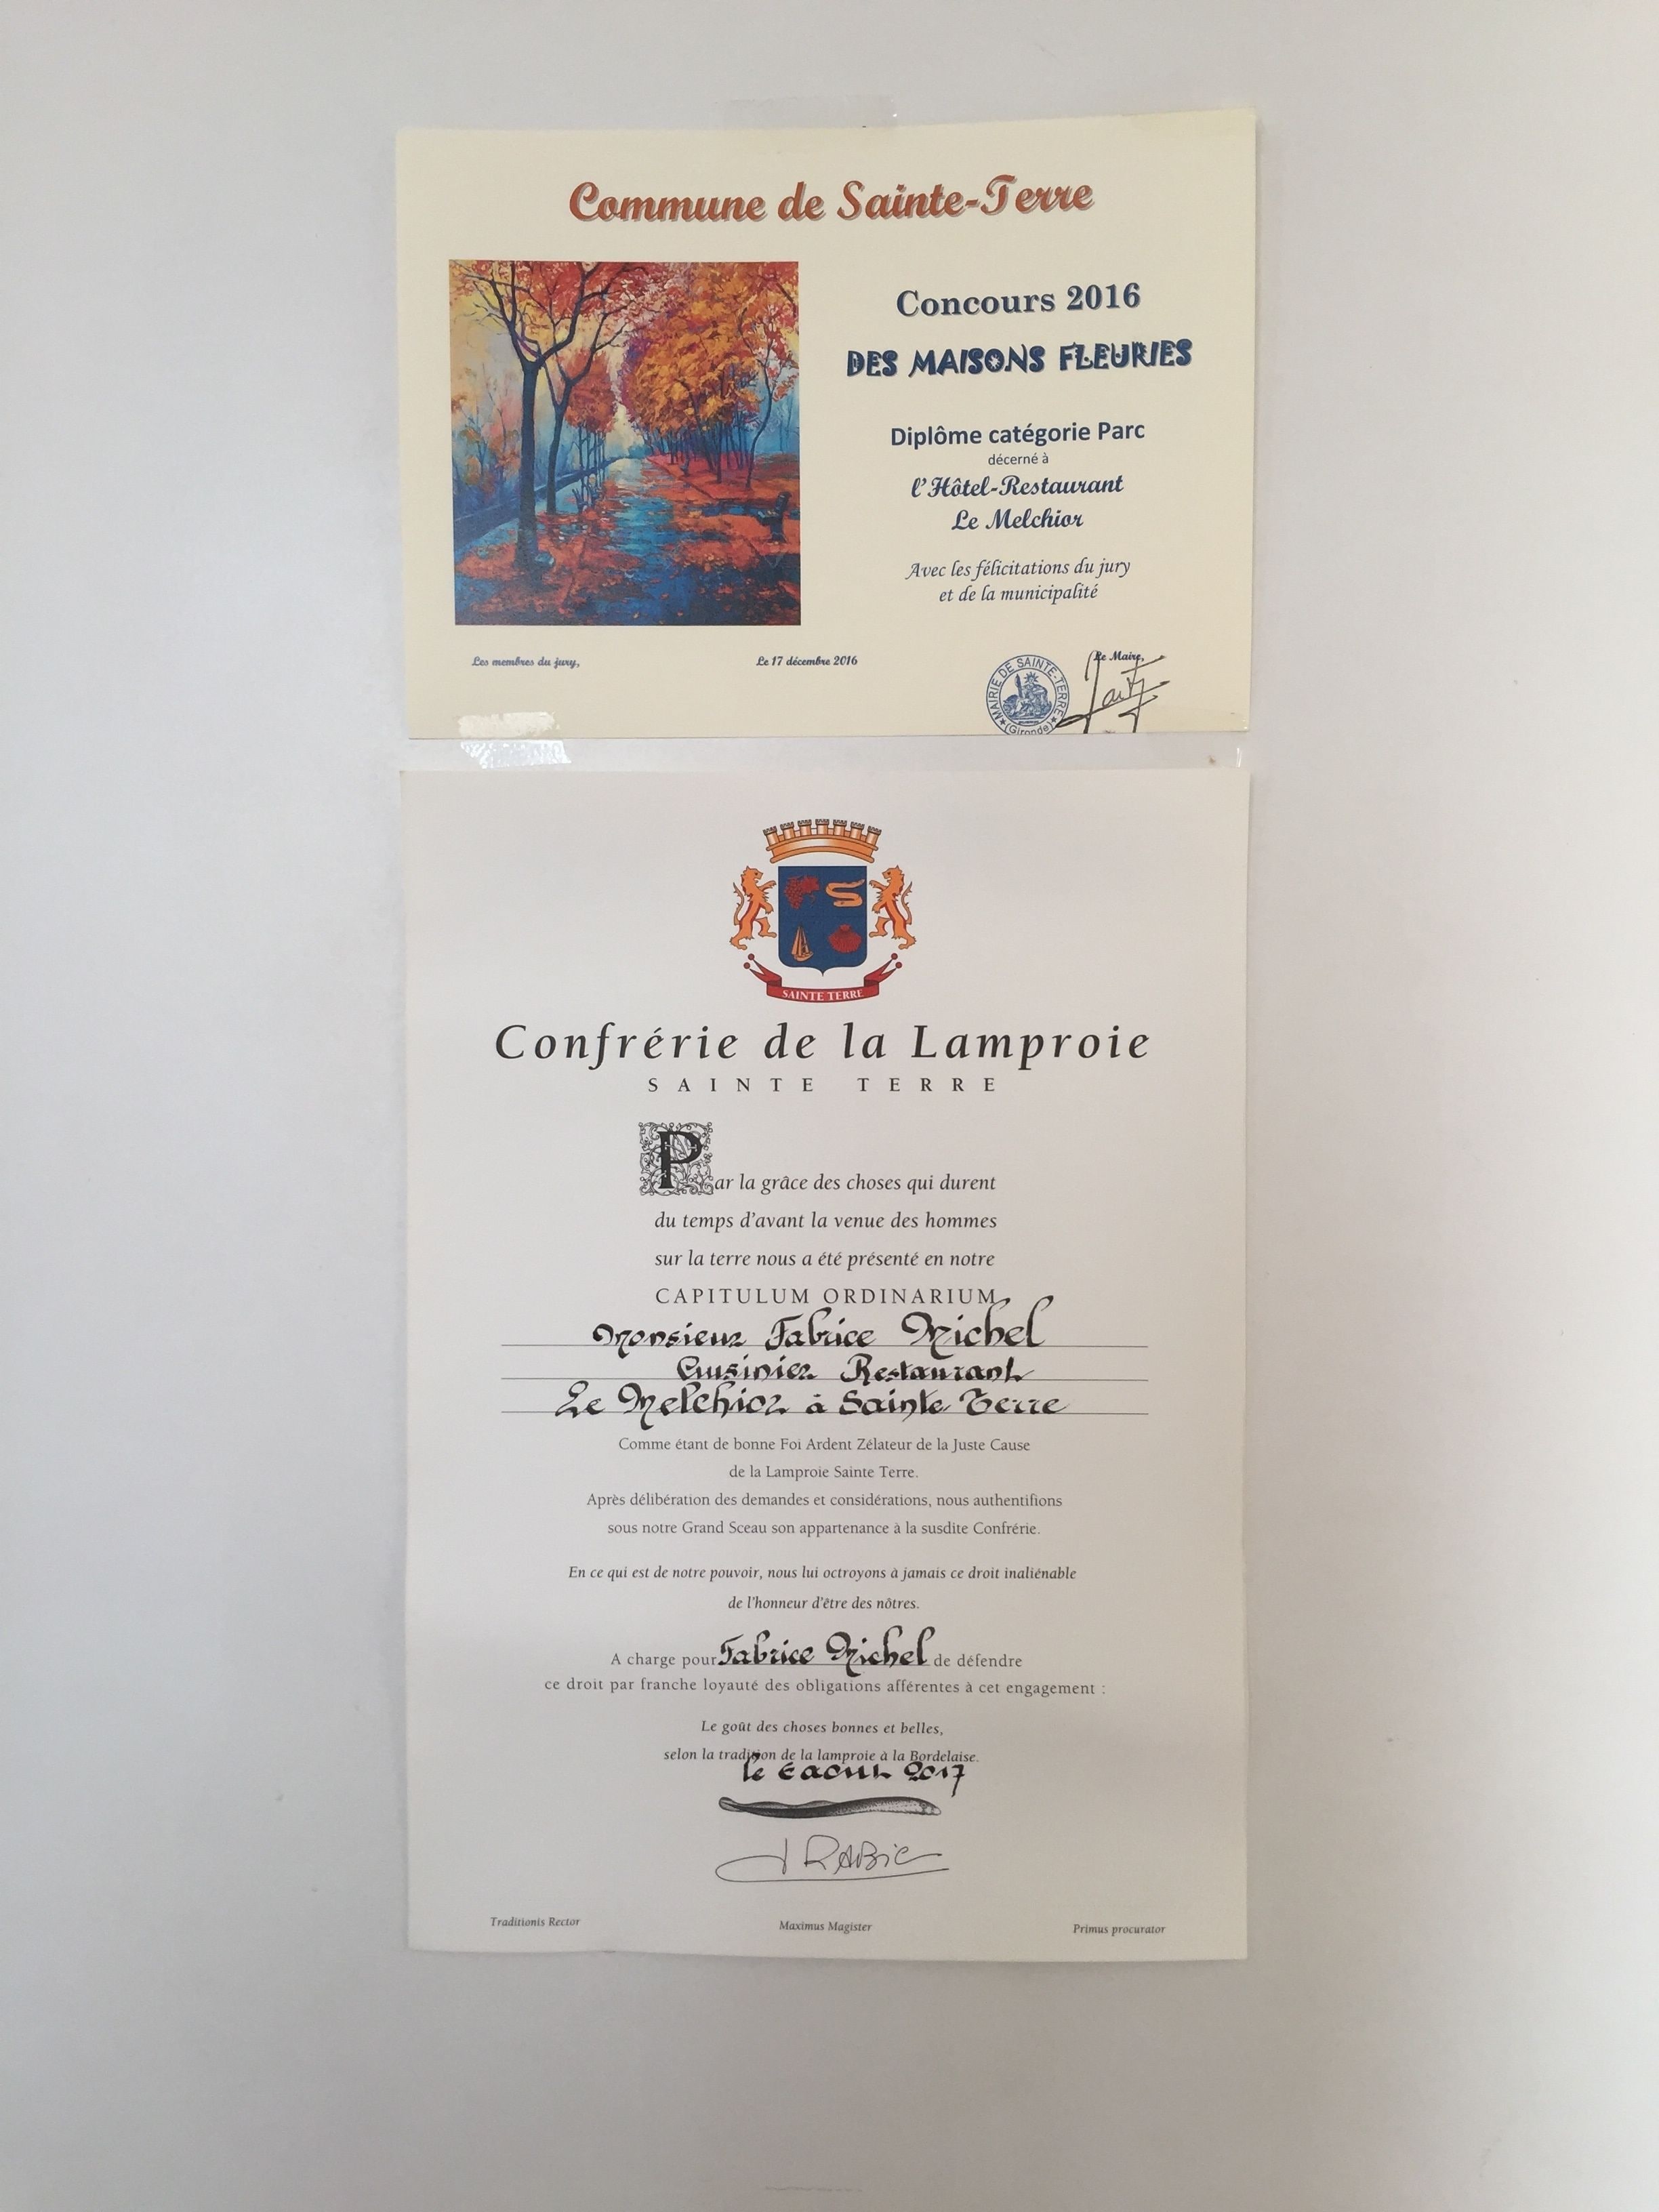 Commune de Sainte-Terre
Concours 2016
DES MAISONS FLEURIES
Diplôme catégorie Parc
décerné à
l'Hôtel-Restaurant
Le Melchior
Avec les félicitations du jury
et de la municipalité
Les membres du jury,
Le 17 décembre 2016
Le Maire,
MAIRIE DE SAINTE-TERRE
(Gironde)
SAINTE TERRE
Confrérie de la Lamproie
SAINTE TERRE
Par la grâce des choses qui durent
du temps d'avant la venue des hommes
sur la terre nous a été présenté en notre
CAPITULUM ORDINARIUM
Monsieur Fabrice Michel
Cuisinier Restaurant
Le Melchior à Sainte Terre
Comme étant de bonne Foi Ardent Zélateur de la Juste Cause
de la Lamproie Sainte Terre.
Après délibération des demandes et considérations, nous authentifions
sous notre Grand Sceau son appartenance à la susdite Confrérie.
En ce qui est de notre pouvoir, nous lui octroyons à jamais ce droit inaliénable
de l'honneur d'être des nôtres.
A charge pour Fabrice Michel de défendre
ce droit par franche loyauté des obligations afférentes à cet engagement :
Le goût des choses bonnes et belles,
selon la tradition de la lamproie à la Bordelaise.
le 6 août 2017
Traditionis Rector
Maximus Magister
Primus procurator